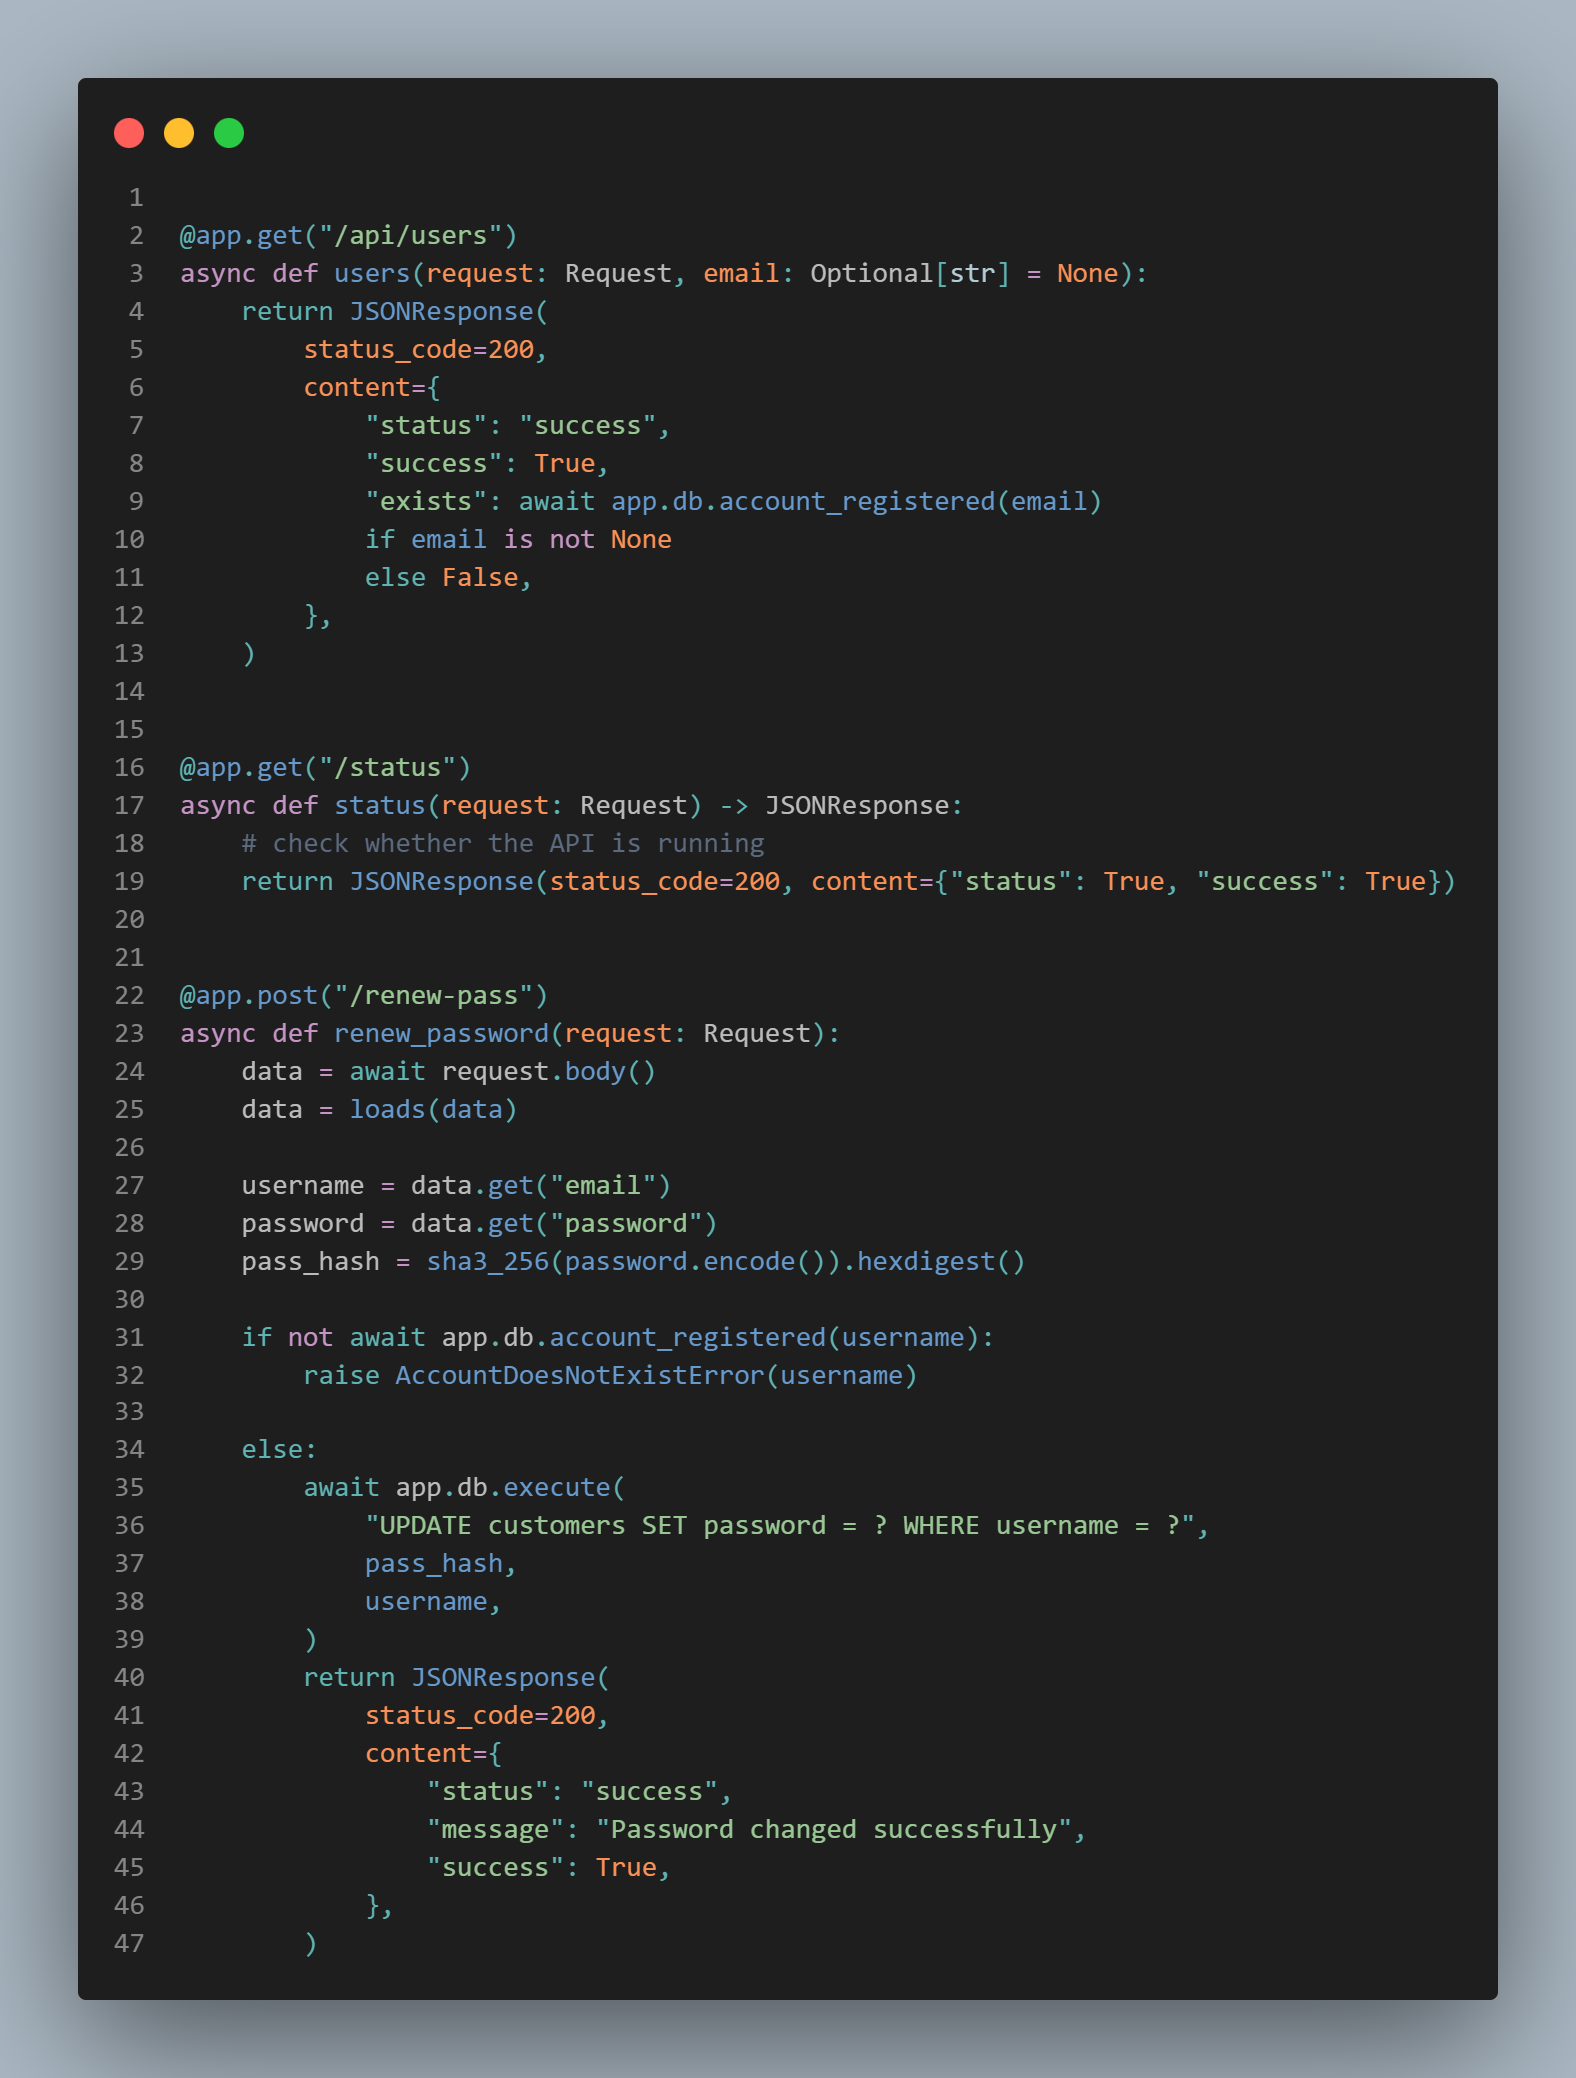 1
2 @app.get("/api/users")
3 async def users(request: Request, email: Optional[str] = None):
4     return JSONResponse(
5         status_code=200,
6         content={
7             "status": "success",
8             "success": True,
9             "exists": await app.db.account_registered(email)
10             if email is not None
11             else False,
12         },
13     )
14
15
16 @app.get("/status")
17 async def status(request: Request) -> JSONResponse:
18     # check whether the API is running
19     return JSONResponse(status_code=200, content={"status": True, "success": True})
20
21
22 @app.post("/renew-pass")
23 async def renew_password(request: Request):
24     data = await request.body()
25     data = loads(data)
26
27     username = data.get("email")
28     password = data.get("password")
29     pass_hash = sha3_256(password.encode()).hexdigest()
30
31     if not await app.db.account_registered(username):
32         raise AccountDoesNotExistError(username)
33
34     else:
35         await app.db.execute(
36             "UPDATE customers SET password = ? WHERE username = ?",
37             pass_hash,
38             username,
39         )
40         return JSONResponse(
41             status_code=200,
42             content={
43                 "status": "success",
44                 "message": "Password changed successfully",
45                 "success": True,
46             },
47         )